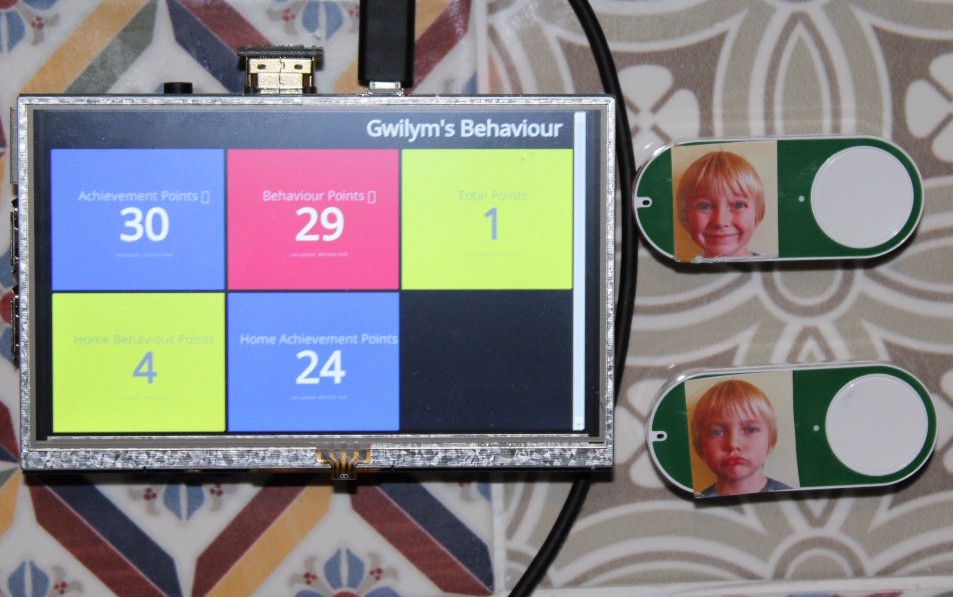 Gwilym's Behaviour
Achievement Points
30
Behaviour Points
29
Total Points
1
Home Behaviour Points
4
Home Achievement Points
24